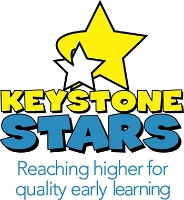 KEYSTONE
STARS
Reaching higher for
quality early learning